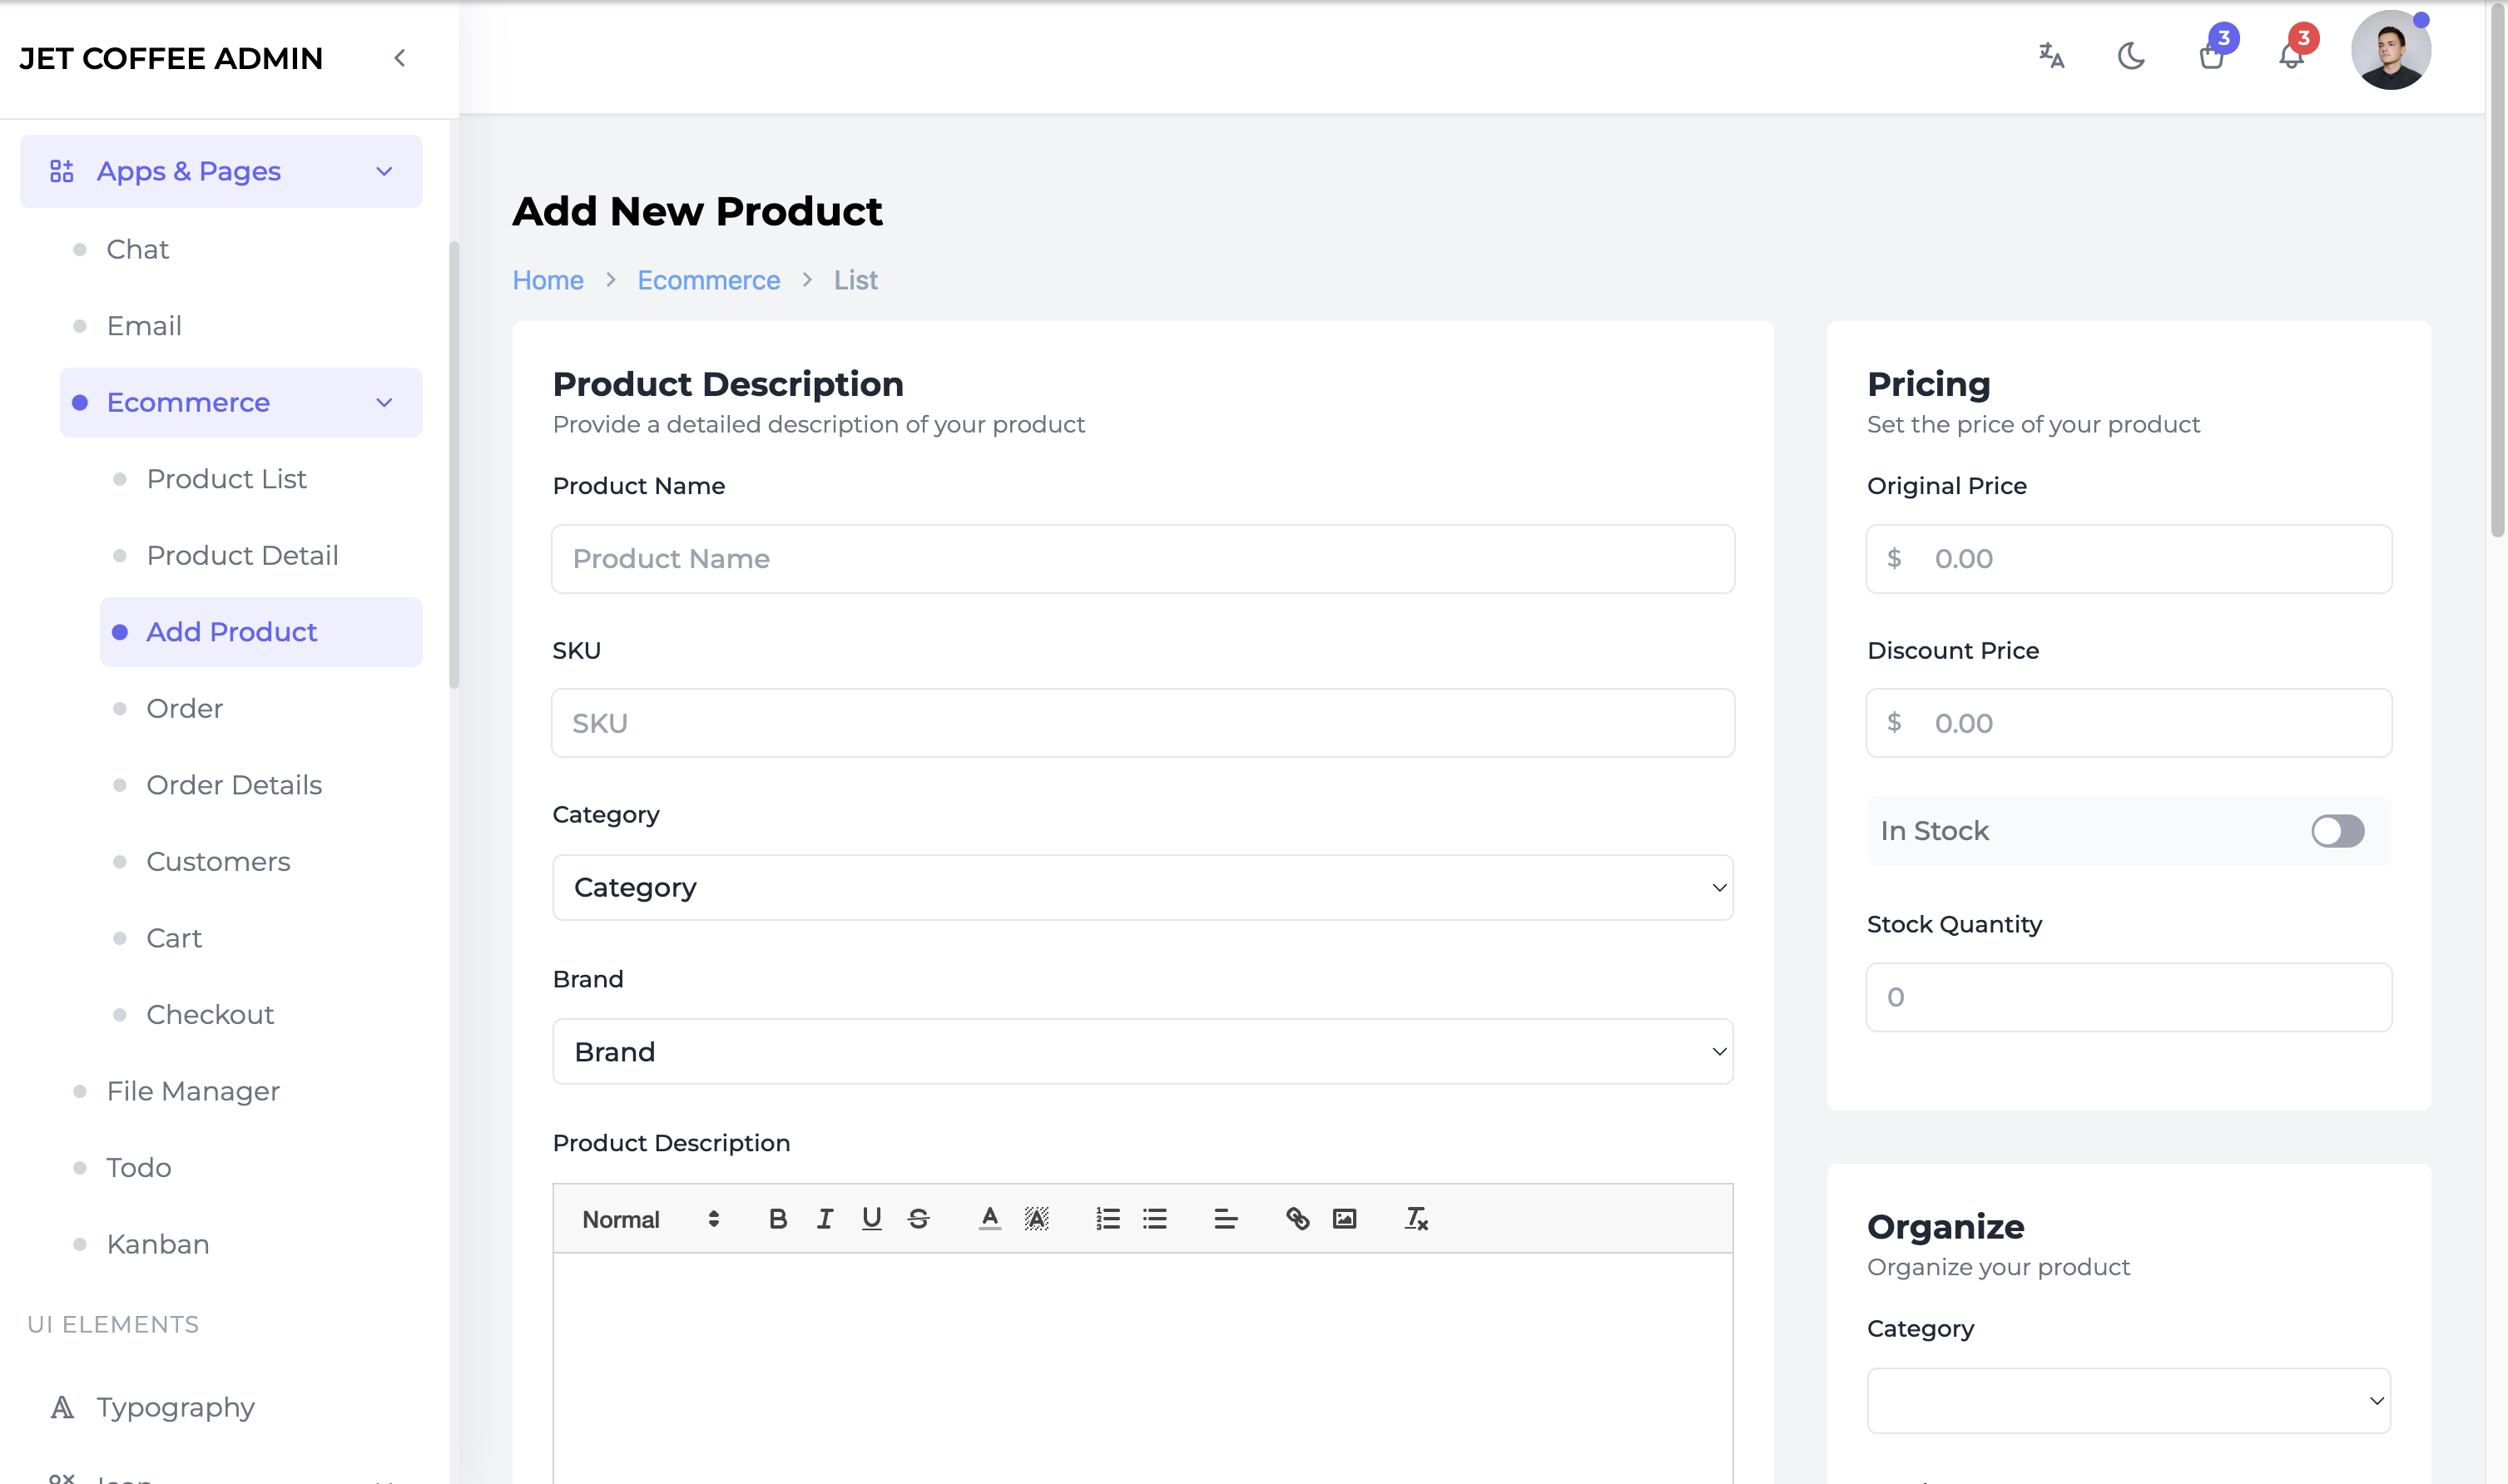 JET COFFEE ADMIN
3
3
Apps & Pages
Chat
Email
Ecommerce
Product List
Product Detail
Add Product
Order
Order Details
Customers
Cart
Checkout
File Manager
Todo
Kanban
UI ELEMENTS
Typography
Add New Product
Home > Ecommerce > List
Product Description
Provide a detailed description of your product
Product Name
Product Name
SKU
SKU
Category
Category
Brand
Brand
Product Description
Normal
Pricing
Set the price of your product
Original Price
$ 0.00
Discount Price
$ 0.00
In Stock
Stock Quantity
0
Organize
Organize your product
Category